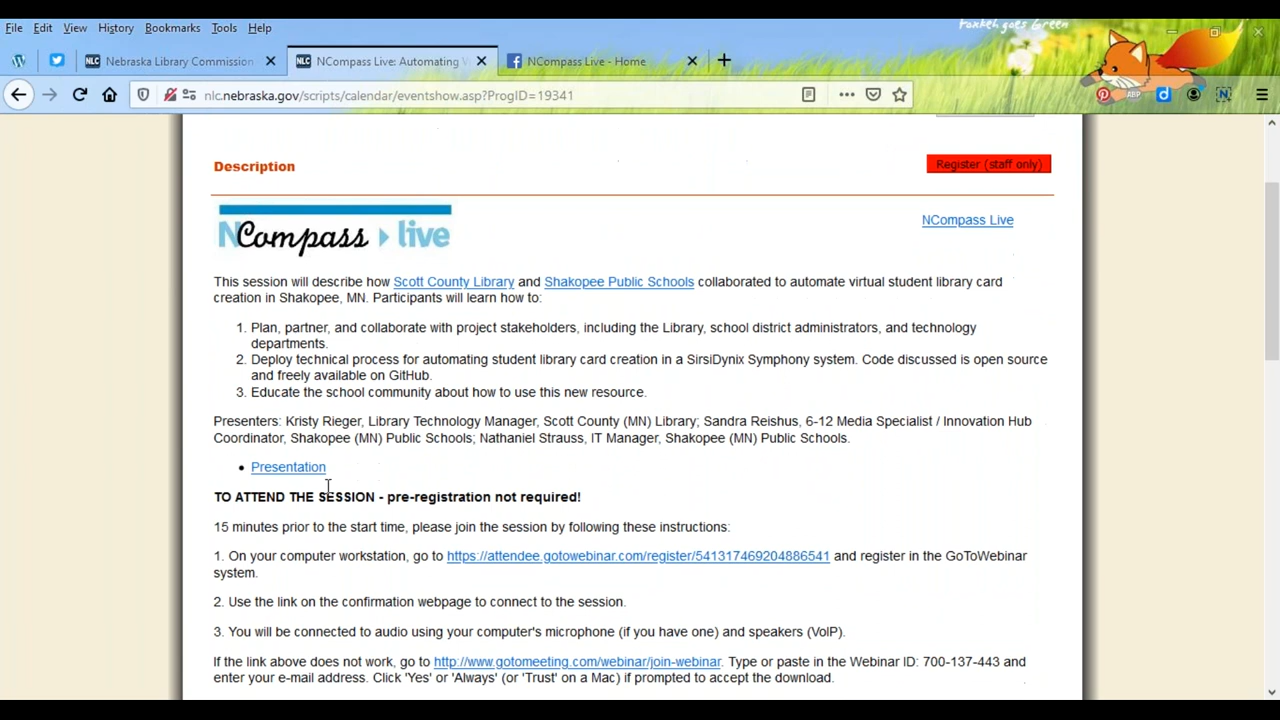 File Edit View History Bookmarks Tools Help
Foxkeh goes Green
NLC Nebraska Library Commission
NLC NCompass Live: Automating V
NCompass Live - Home
nlc.nebraska.gov/scripts/calendar/eventshow.asp?ProgID=19341
ABP
Description
Register (staff only)
NCompass live
NCompass Live
This session will describe how Scott County Library and Shakopee Public Schools collaborated to automate virtual student library card
creation in Shakopee, MN. Participants will learn how to:
1. Plan, partner, and collaborate with project stakeholders, including the Library, school district administrators, and technology
departments.
2. Deploy technical process for automating student library card creation in a SirsiDynix Symphony system. Code discussed is open source
and freely available on GitHub.
3. Educate the school community about how to use this new resource.
Presenters: Kristy Rieger, Library Technology Manager, Scott County (MN) Library; Sandra Reishus, 6-12 Media Specialist / Innovation Hub
Coordinator, Shakopee (MN) Public Schools; Nathaniel Strauss, IT Manager, Shakopee (MN) Public Schools.
• Presentation
TO ATTEND THE SESSION - pre-registration not required!
15 minutes prior to the start time, please join the session by following these instructions:
1. On your computer workstation, go to https://attendee.gotowebinar.com/register/541317469204886541 and register in the GoToWebinar
system.
2. Use the link on the confirmation webpage to connect to the session.
3. You will be connected to audio using your computer's microphone (if you have one) and speakers (VoIP).
If the link above does not work, go to http://www.gotomeeting.com/webinar/join-webinar. Type or paste in the Webinar ID: 700-137-443 and
enter your e-mail address. Click 'Yes' or 'Always' (or 'Trust' on a Mac) if prompted to accept the download.